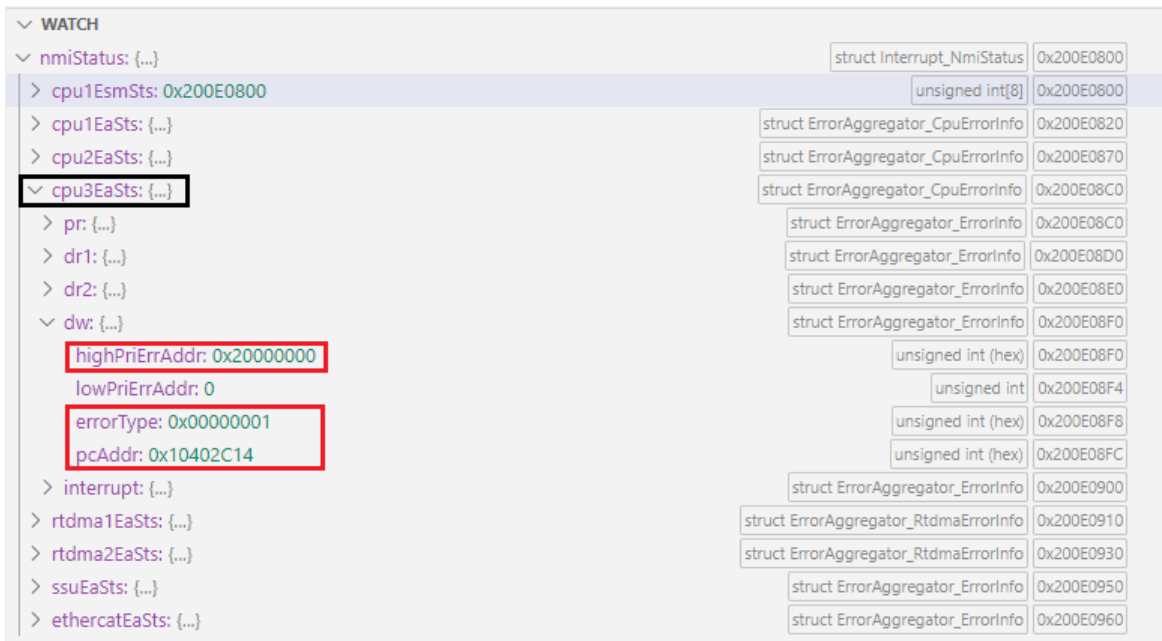 WATCH
nmiStatus: {...} struct Interrupt_NmiStatus 0x200E0800
cpu1EsmSts: 0x200E0800 unsigned int[8] 0x200E0800
cpu1EaSts: {...} struct ErrorAggregator_CpuErrorInfo 0x200E0820
cpu2EaSts: {...} struct ErrorAggregator_CpuErrorInfo 0x200E0870
cpu3EaSts: {...} struct ErrorAggregator_CpuErrorInfo 0x200E08C0
pr: {...} struct ErrorAggregator_ErrorInfo 0x200E08C0
dr1: {...} struct ErrorAggregator_ErrorInfo 0x200E08D0
dr2: {...} struct ErrorAggregator_ErrorInfo 0x200E08E0
dw: {...} struct ErrorAggregator_ErrorInfo 0x200E08F0
highPriErrAddr: 0x20000000 unsigned int (hex) 0x200E08F0
lowPriErrAddr: 0 unsigned int 0x200E08F4
errorType: 0x00000001 unsigned int (hex) 0x200E08F8
pcAddr: 0x10402C14 unsigned int (hex) 0x200E08FC
interrupt: {...} struct ErrorAggregator_ErrorInfo 0x200E0900
rtdma1EaSts: {...} struct ErrorAggregator_RtdmaErrorInfo 0x200E0910
rtdma2EaSts: {...} struct ErrorAggregator_RtdmaErrorInfo 0x200E0930
ssuEaSts: {...} struct ErrorAggregator_ErrorInfo 0x200E0950
ethercatEaSts: {...} struct ErrorAggregator_ErrorInfo 0x200E0960